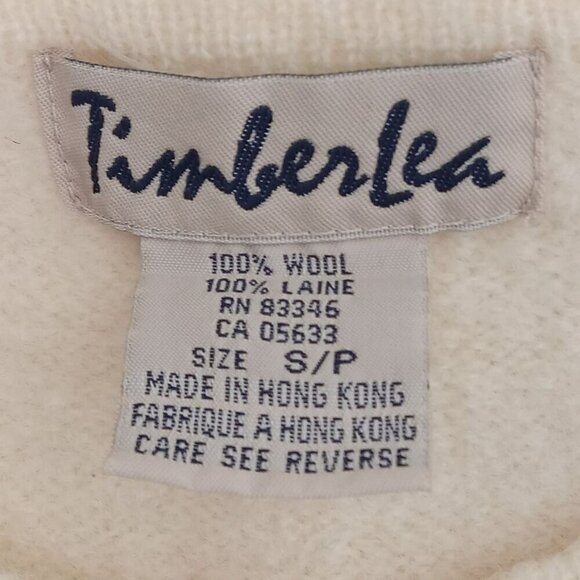 TimberLea
100% WOOL
100% LAINE
RN 83346
CA 05633
SIZE S/P
MADE IN HONG KONG
FABRIQUE A HONG KONG
CARE SEE REVERSE